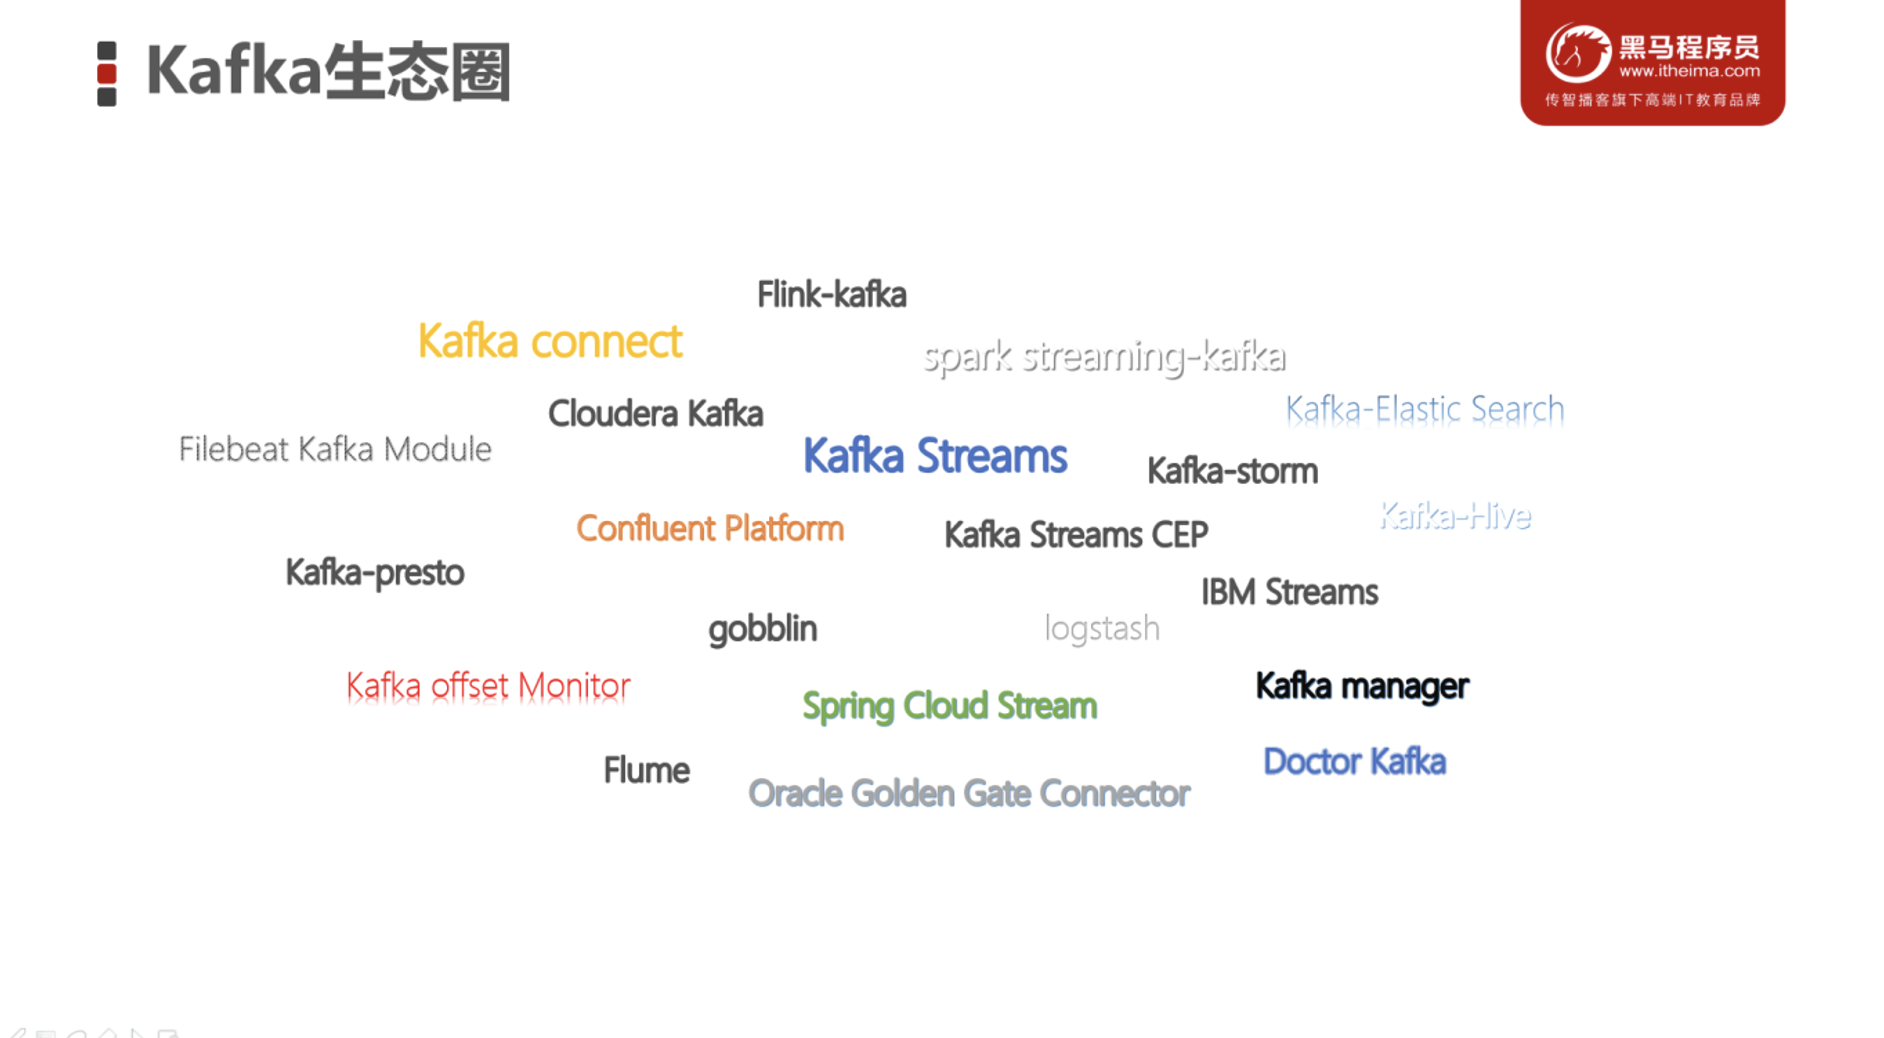 Kafka生态圈
黑马程序员
www.itheima.com
传智播客旗下高端IT教育品牌
Flink-kafka
Kafka connect
spark streaming-kafka
Cloudera Kafka
Kafka-Elastic Search
Filebeat Kafka Module
Kafka Streams
Kafka-storm
Confluent Platform
Kafka Streams CEP
Kafka-Hive
Kafka-presto
IBM Streams
gobblin
logstash
Kafka offset Monitor
Spring Cloud Stream
Kafka manager
Flume
Oracle Golden Gate Connector
Doctor Kafka